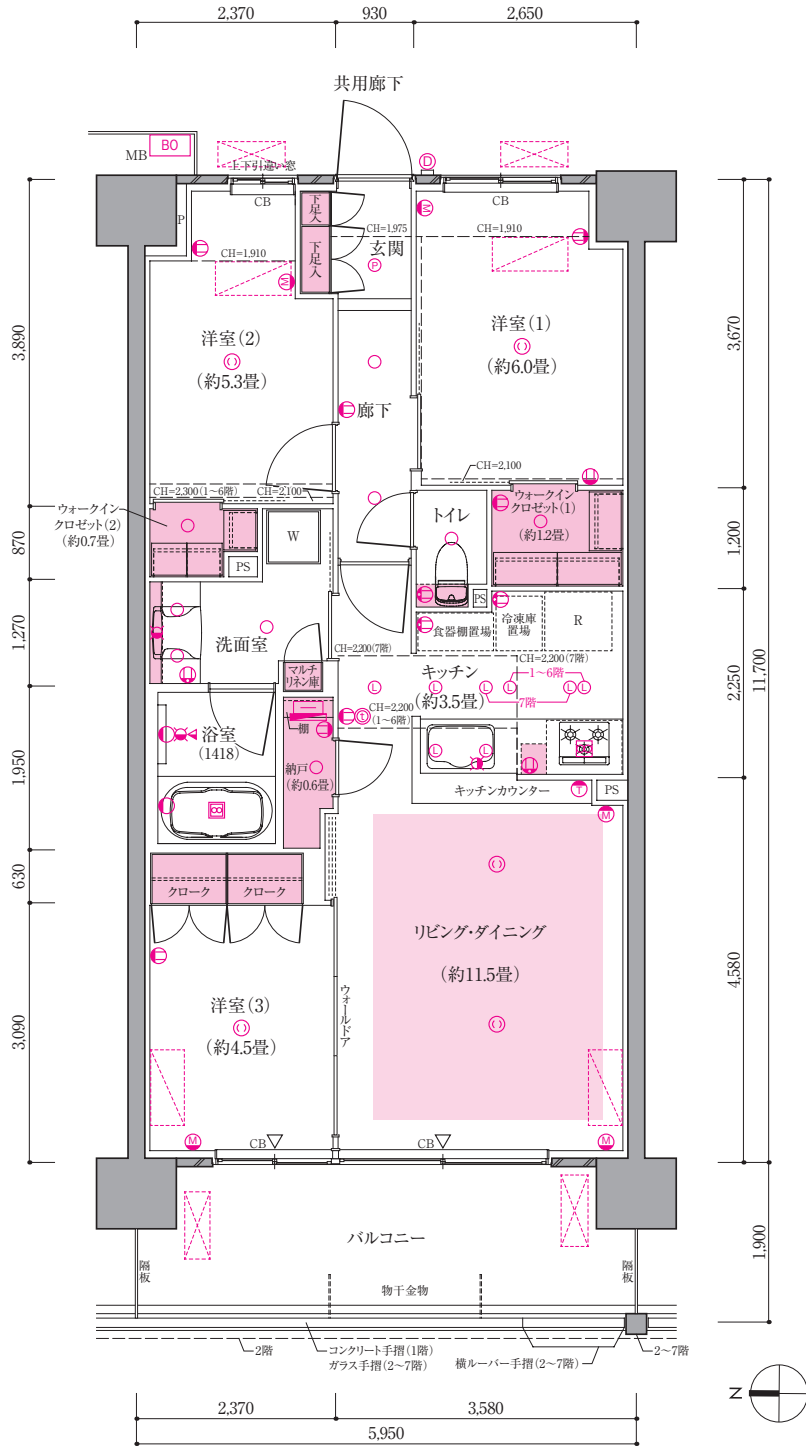 2,370
930
2,650
共用廊下
MB
BO
上下引違い窓
D
CB
CB
P
下足入
下足入
CH=1,975
玄関
P
M
CH=1,910
CH=1,910
M
洋室(2)
(約5.3畳)
洋室(1)
(約6.0畳)
廊下
CH=2,300(1~6階)
CH=2,100
CH=2,100
ウォークイン
クロゼット(2)
(約0.7畳)
W
PS
トイレ
ウォークイン
クロゼット(1)
(約1.2畳)
PS
食器棚置場
冷凍庫
置場
R
洗面室
マルチ
リネン庫
CH=2,200(7階)
CH=2,200(7階)
キッチン
(約3.5畳)
1~6階
7階
L
L
L
L
L
L
L
L
t
CH=2,200
(1~6階)
棚
納戸
(約0.6畳)
浴室
(1418)
キッチンカウンター
T
PS
M
クローク
クローク
リビング・ダイニング
(約11.5畳)
洋室(3)
(約4.5畳)
ウォールドア
M
M
CB
CB
バルコニー
隔板
隔板
物干金物
2階
コンクリート手摺(1階)
ガラス手摺(2~7階)
横ルーバー手摺(2~7階)
2~7階
N
3,890
870
1,270
1,950
630
3,090
3,670
1,200
2,250
4,580
11,700
1,900
2,370
3,580
5,950